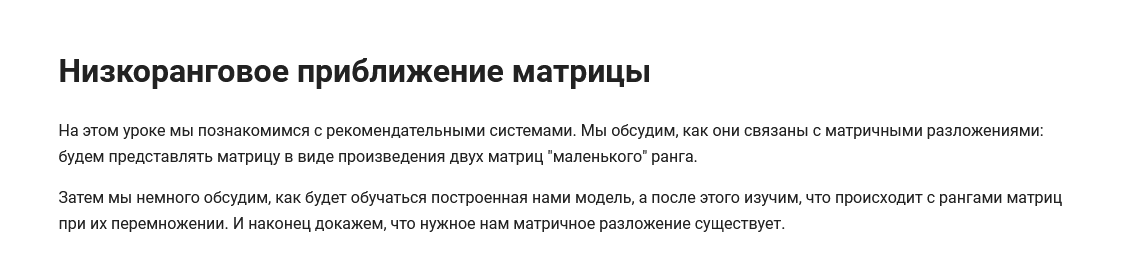 Низкоранговое приближение матрицы
На этом уроке мы познакомимся с рекомендательными системами. Мы обсудим, как они связаны с матричными разложениями:
будем представлять матрицу в виде произведения двух матриц "маленького" ранга.
Затем мы немного обсудим, как будет обучаться построенная нами модель, а после этого изучим, что происходит с рангами матриц
при их перемножении. И наконец докажем, что нужное нам матричное разложение существует.